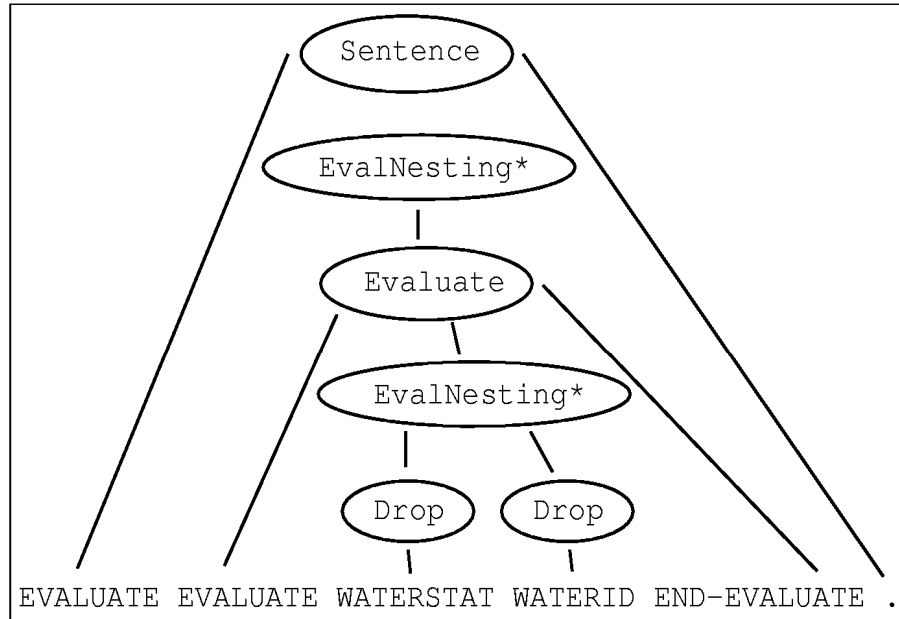 Sentence
EvalNesting*
Evaluate
EvalNesting*
Drop Drop
EVALUATE EVALUATE WATERSTAT WATERID END-EVALUATE .